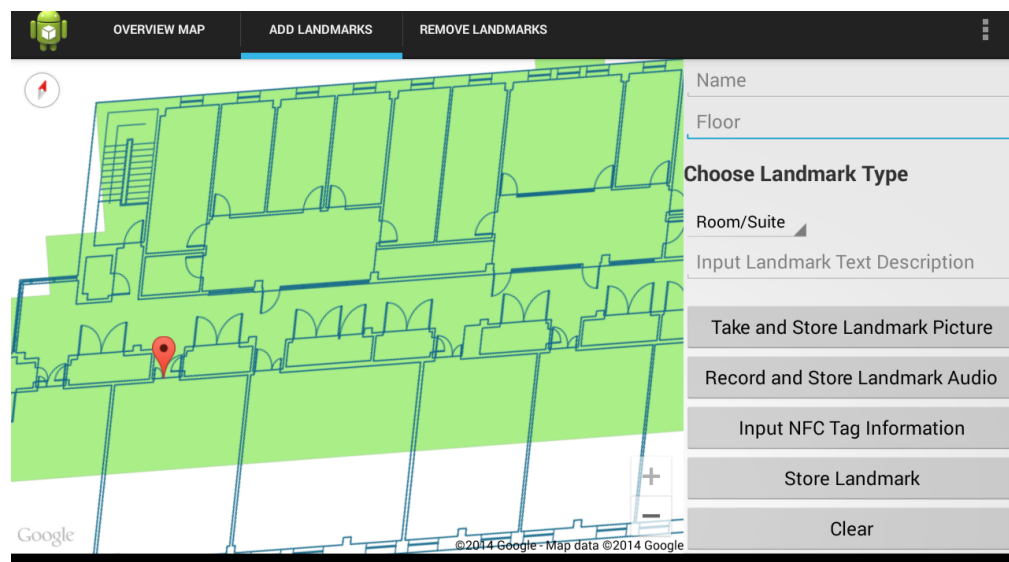 OVERVIEW MAP
ADD LANDMARKS
REMOVE LANDMARKS
Name
Floor
Choose Landmark Type
Room/Suite
Input Landmark Text Description
Take and Store Landmark Picture
Record and Store Landmark Audio
Input NFC Tag Information
Store Landmark
Clear
+
−
Google
©2014 Google - Map data ©2014 Google